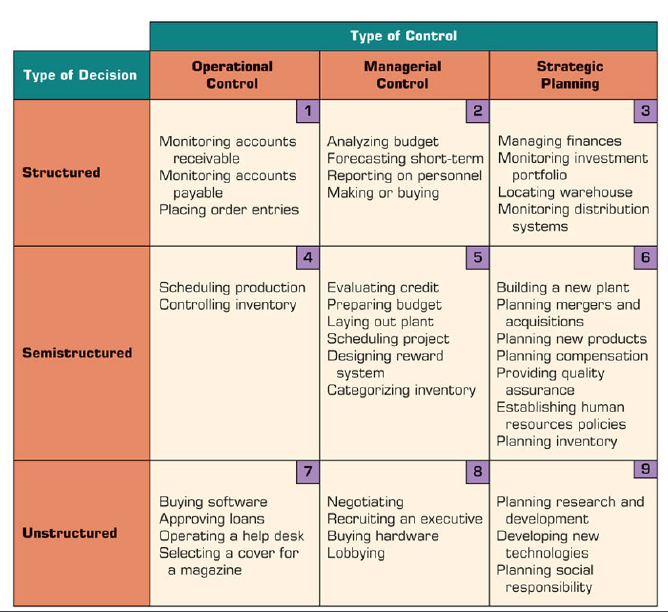 Type of Control
Type of Decision
Operational
Control
Managerial
Control
Strategic
Planning
Structured
1
Monitoring accounts
receivable
Monitoring accounts
payable
Placing order entries
2
Analyzing budget
Forecasting short-term
Reporting on personnel
Making or buying
3
Managing finances
Monitoring investment
portfolio
Locating warehouse
Monitoring distribution
systems
Semistructured
4
Scheduling production
Controlling inventory
5
Evaluating credit
Preparing budget
Laying out plant
Scheduling project
Designing reward
system
Categorizing inventory
6
Building a new plant
Planning mergers and
acquisitions
Planning new products
Planning compensation
Providing quality
assurance
Establishing human
resources policies
Planning inventory
Unstructured
7
Buying software
Approving loans
Operating a help desk
Selecting a cover for
a magazine
8
Negotiating
Recruiting an executive
Buying hardware
Lobbying
9
Planning research and
development
Developing new
technologies
Planning social
responsibility